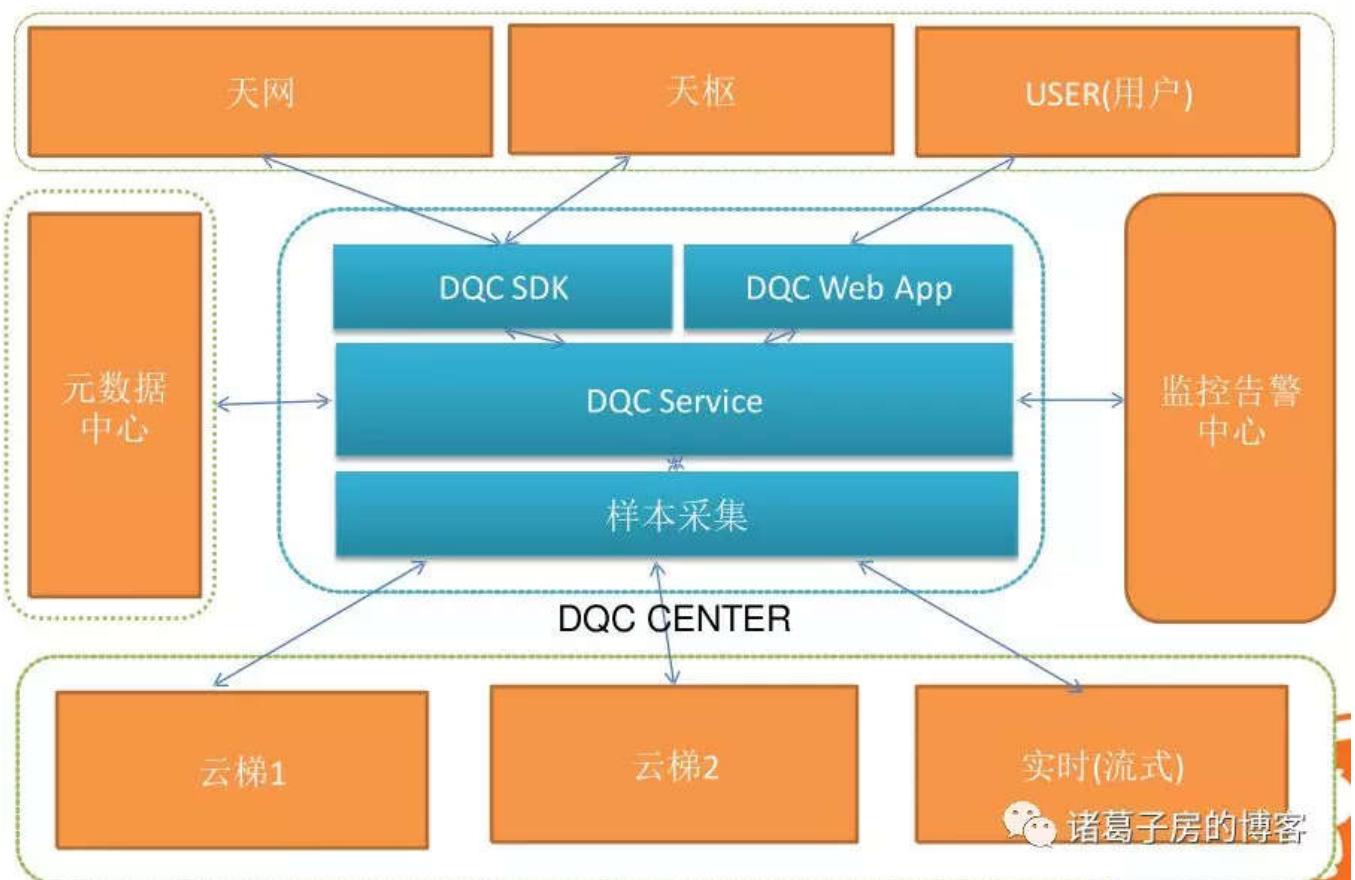 天网
天枢
USER(用户)
元数据
中心
DQC SDK
DQC Web App
DQC Service
样本采集
DQC CENTER
监控告警
中心
云梯1
云梯2
实时(流式)
诸葛子房的博客